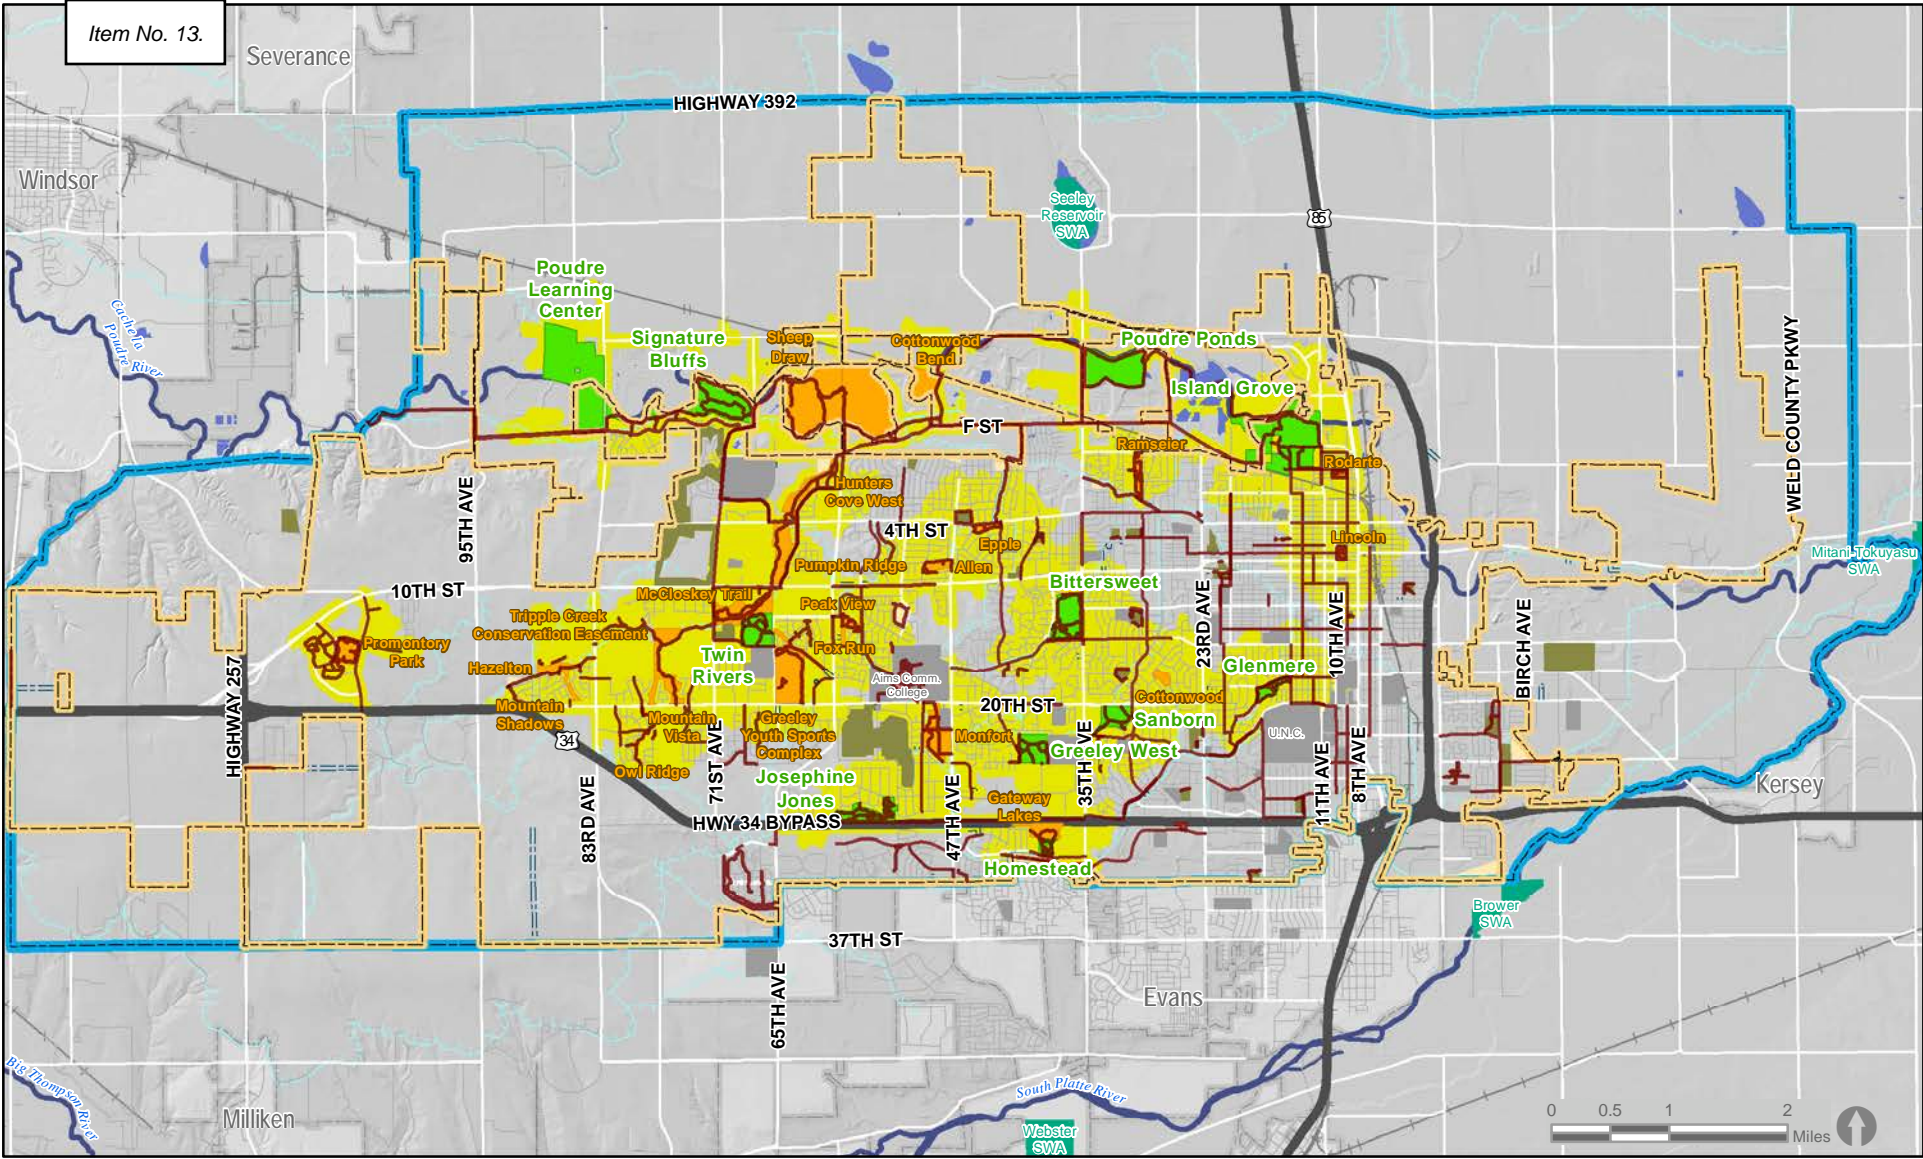 Item No. 13.
Severance
HIGHWAY 392
Windsor
Seeley
Reservoir
SWA
85
Poudre
Learning
Center
Cache la
Poudre River
Signature
Bluffs
Sheep
Draw
Cottonwood
Bend
Poudre Ponds
Island Grove
WELD COUNTY PKWY
F ST
Ramseier
Rodarte
95TH AVE
Hunters
Cove West
4TH ST
Epple
Lincoln
Mitani Tokuyasu
SWA
Pumpkin Ridge
Allen
Bittersweet
10TH ST
McCloskey Trail
Peak View
Tripple Creek
Conservation Easement
23RD AVE
10TH AVE
BIRCH AVE
Promontory
Park
Fox Run
Hazelton
Twin
Rivers
Glenmere
Aims Comm.
College
HIGHWAY 257
Mountain
Shadows
Mountain
Vista
Greeley
Youth Sports
Complex
20TH ST
Cottonwood
Sanborn
34
71ST AVE
Monfort
35TH AVE
Greeley West
U.N.C.
Owl Ridge
Josephine
Jones
83RD AVE
47TH AVE
Gateway
Lakes
11TH AVE
8TH AVE
Kersey
HWY 34 BYPASS
Homestead
Brower
SWA
37TH ST
65TH AVE
Evans
Big Thompson River
South Platte River
Milliken
Webster
SWA
0 0.5 1 2
Miles